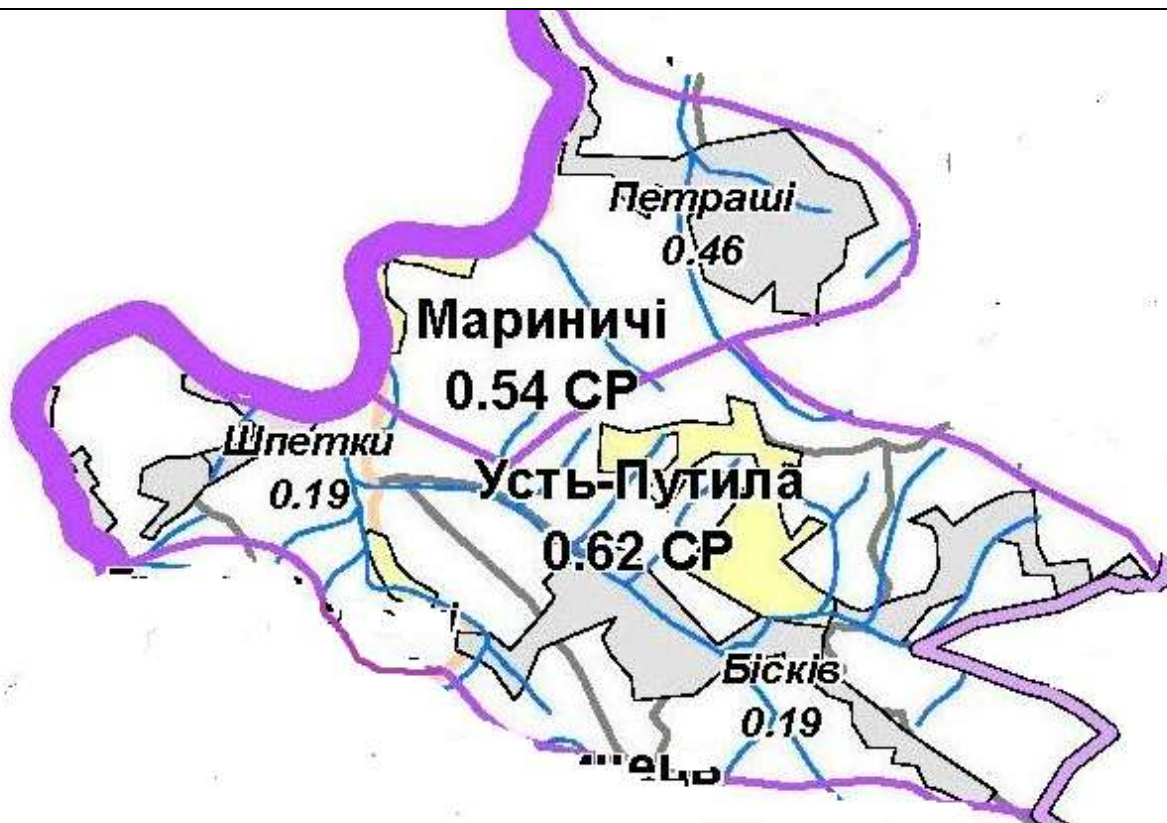 Петраші
0.46
Мариничі
0.54 СР
Шпетки
0.19
Усть-Путила
0.62 СР
Бісків
0.19